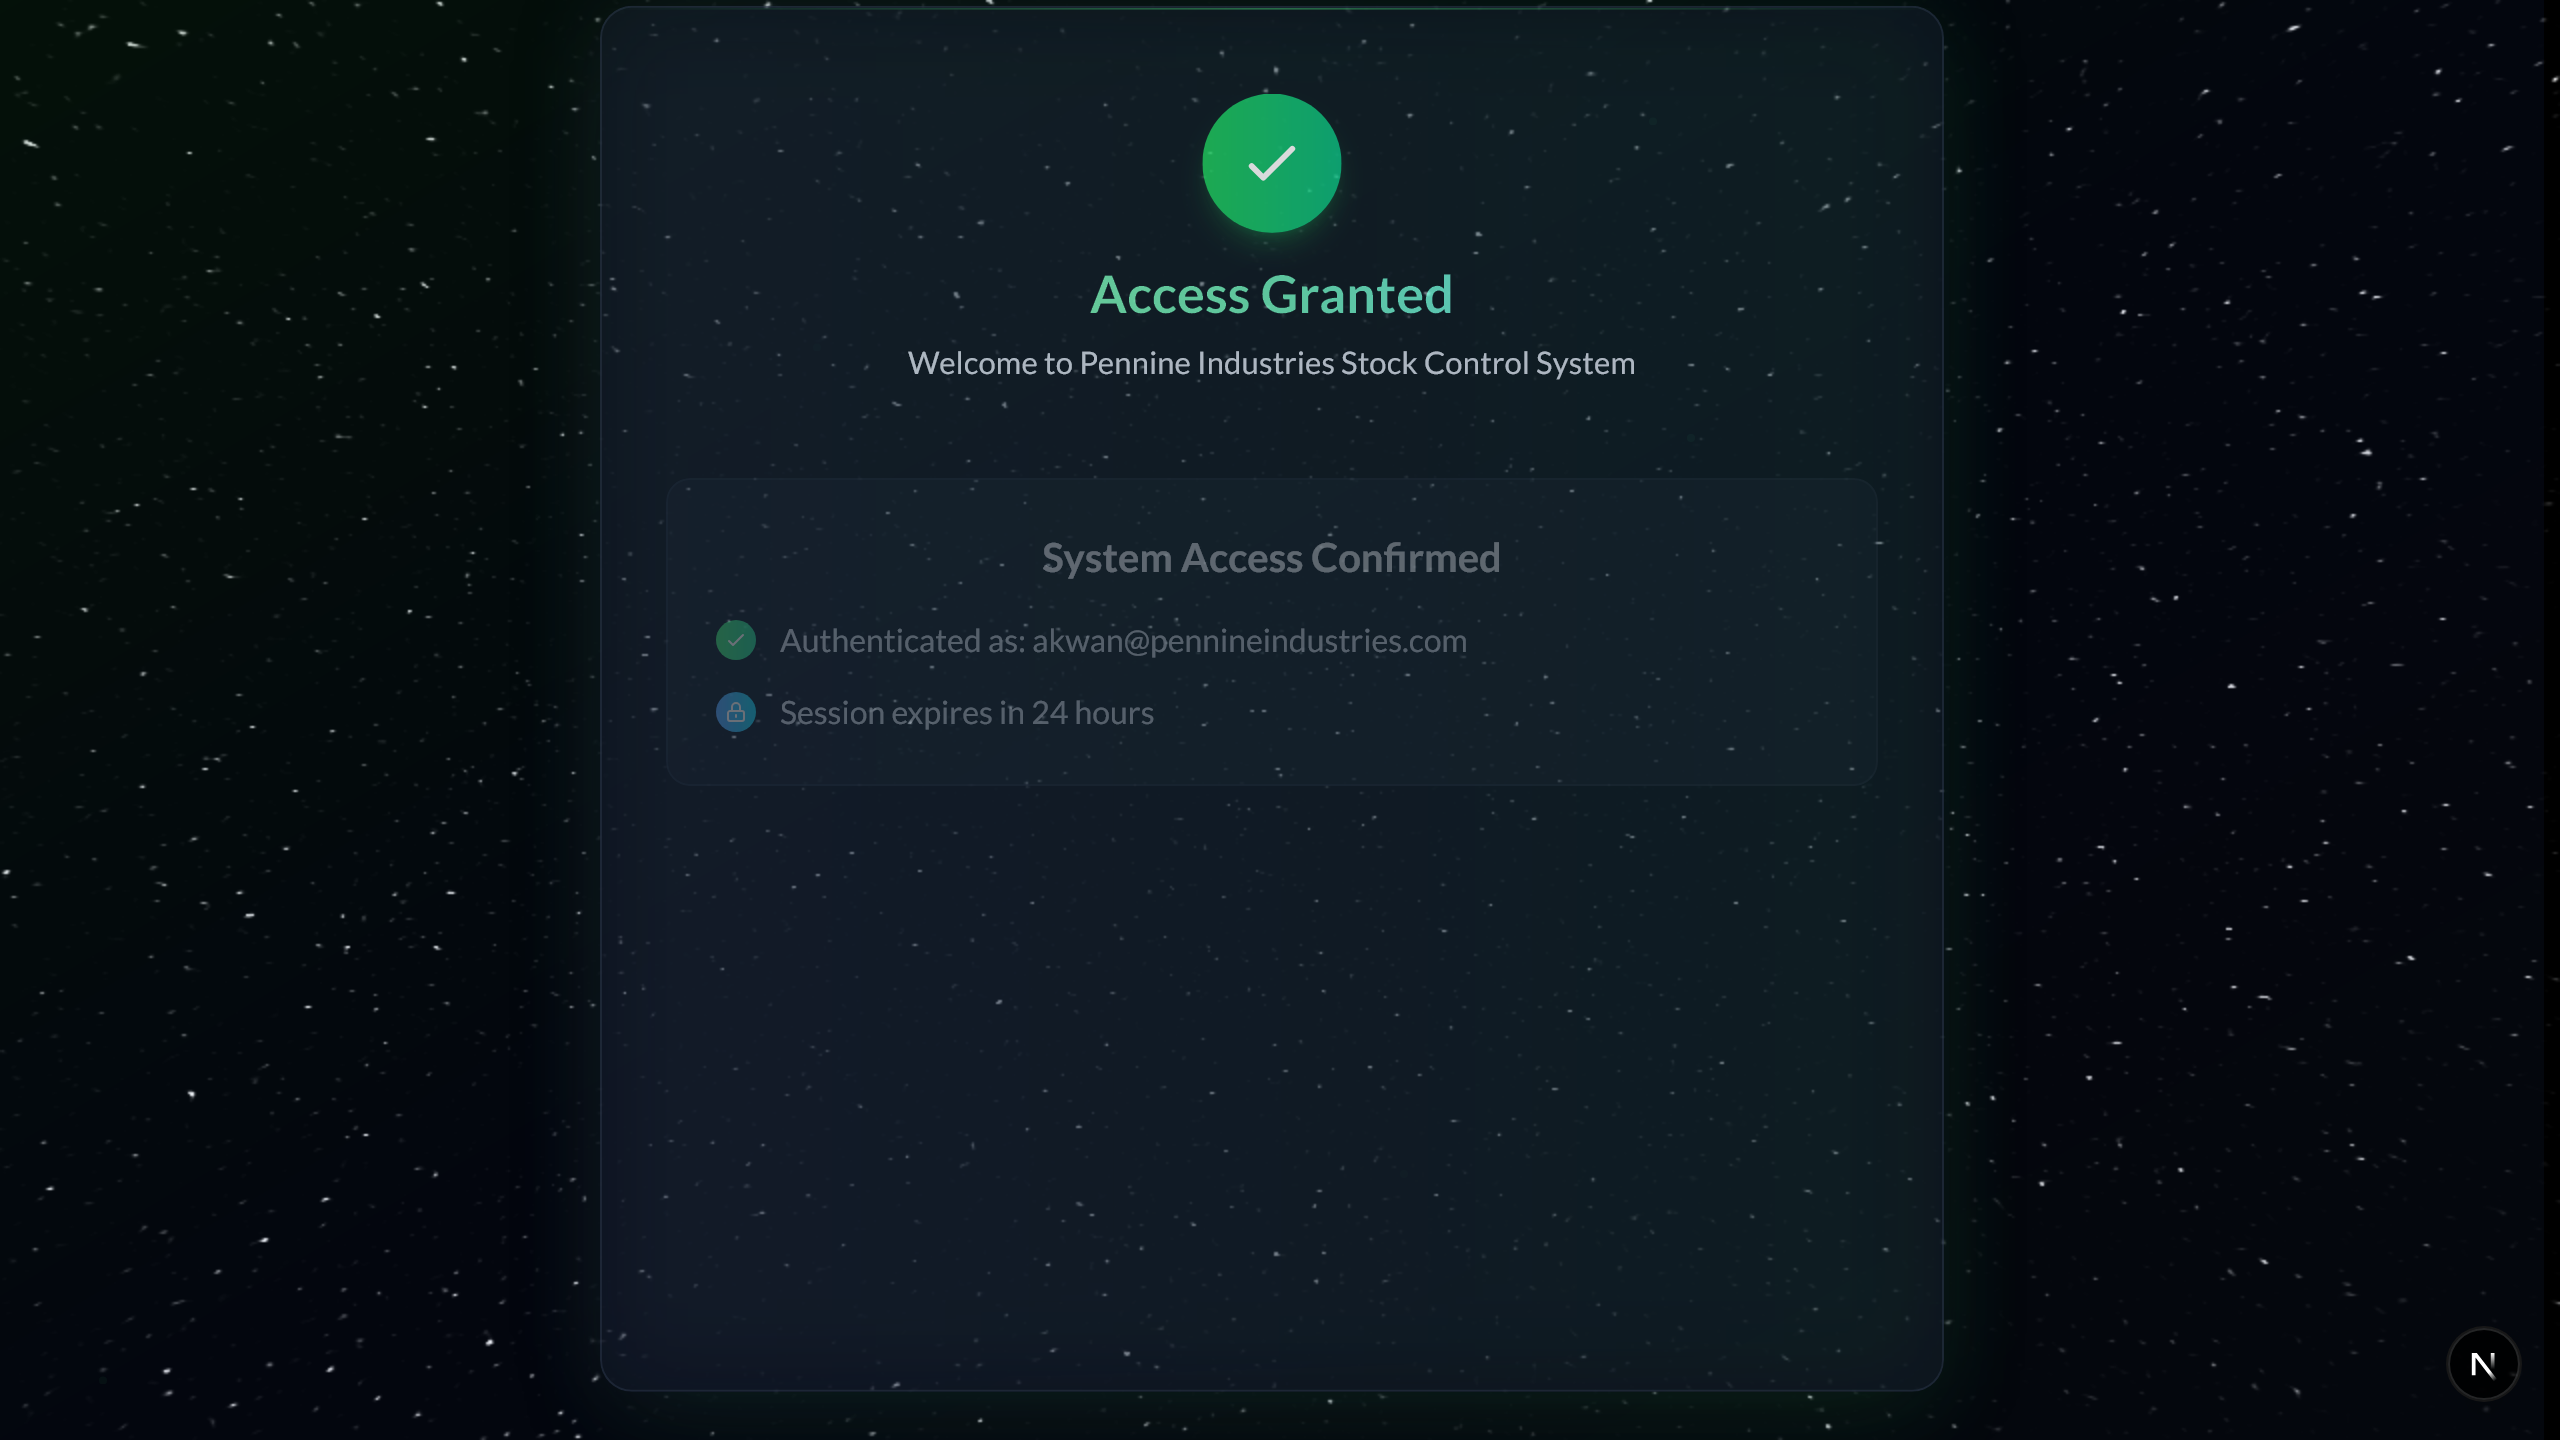 Access Granted
Welcome to Pennine Industries Stock Control System
System Access Confirmed
Authenticated as: akwan@pennineindustries.com
Session expires in 24 hours
N